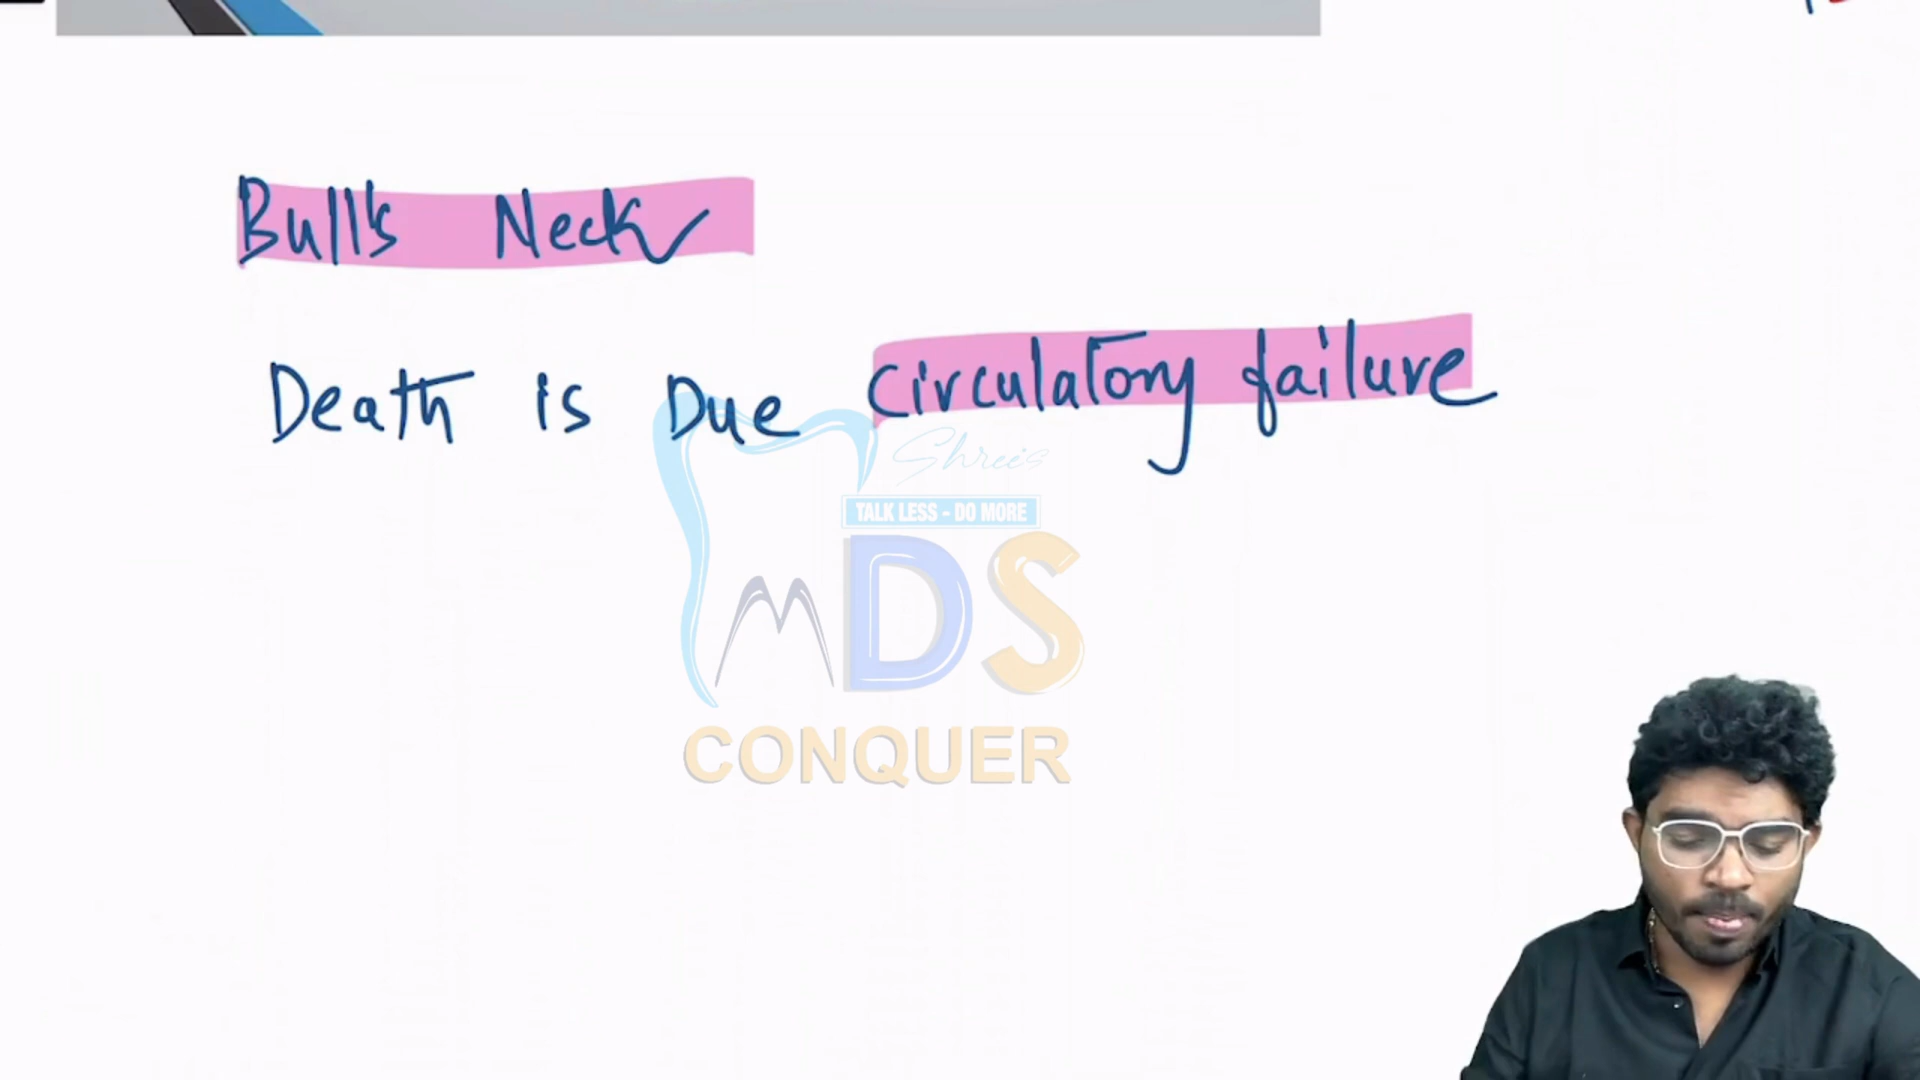 Bull's Neck
Death is Due circulatory failure
Shree's
TALK LESS - DO MORE
MDS
CONQUER